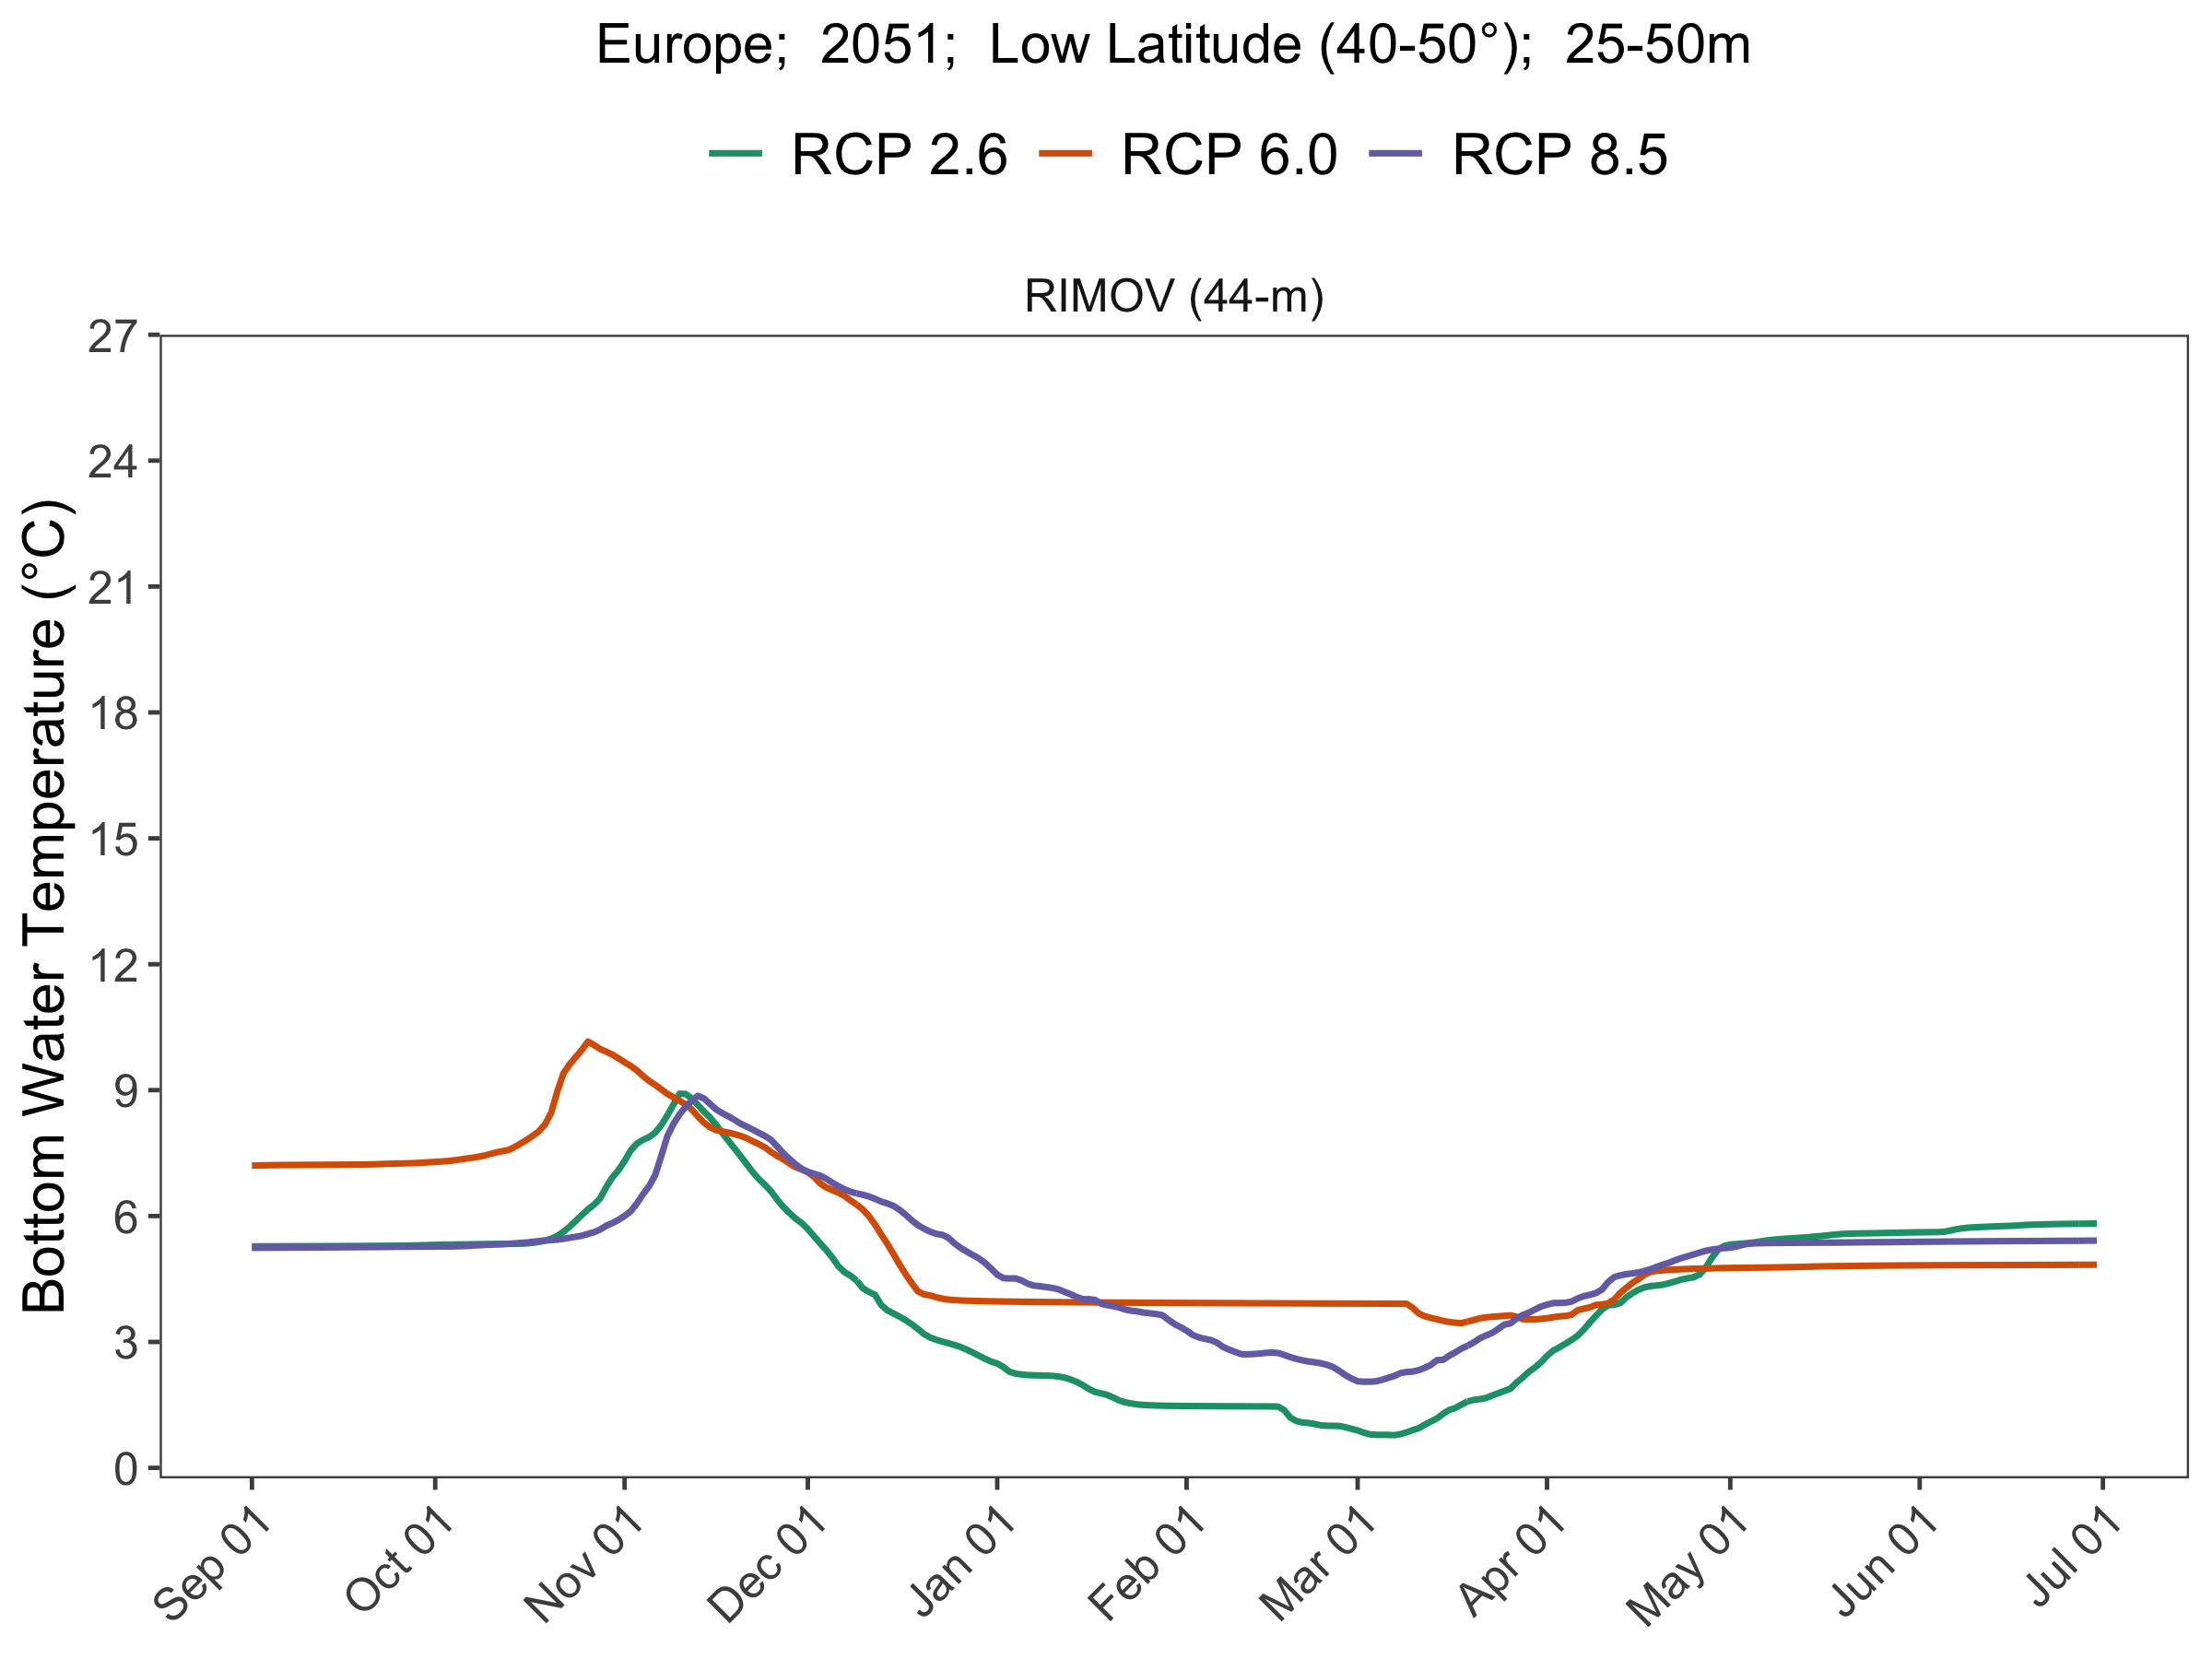 Europe;  2051;  Low Latitude (40-50°);  25-50m
RCP 2.6 RCP 6.0 RCP 8.5
RIMOV (44-m)
Bottom Water Temperature (°C)
27
24
21
18
15
12
9
6
3
0
Sep 01 Oct 01 Nov 01 Dec 01 Jan 01 Feb 01 Mar 01 Apr 01 May 01 Jun 01 Jul 01